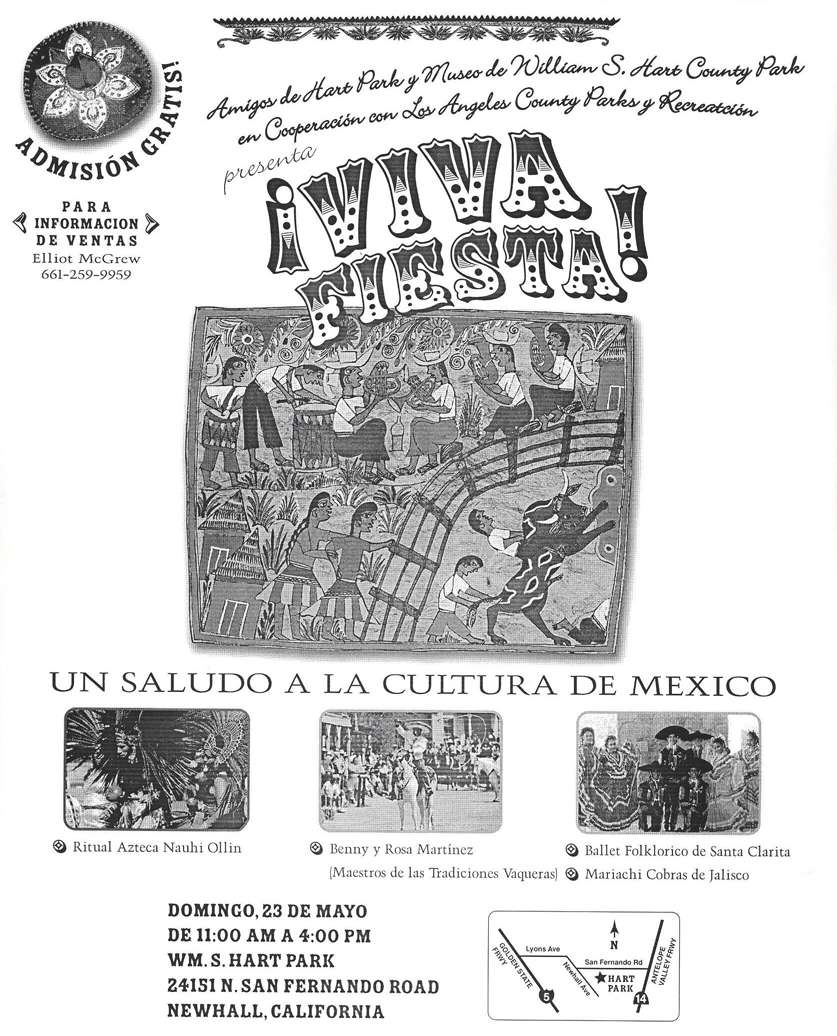 ADMISIÓN GRATIS!
PARA
INFORMACION
DE VENTAS
Elliot McGrew
661-259-9959
Amigos de Hart Park y Museo de William S. Hart County Park
en Cooperación con Los Angeles County Parks y Recreatción
presenta
¡VIVA
FIESTA!
UN SALUDO A LA CULTURA DE MEXICO
Ritual Azteca Nauhi Ollin
Benny y Rosa Martínez
(Maestros de las Tradiciones Vaqueras)
Ballet Folklorico de Santa Clarita
Mariachi Cobras de Jalisco
DOMINGO, 23 DE MAYO
DE 11:00 AM A 4:00 PM
WM. S. HART PARK
24151 N. SAN FERNANDO ROAD
NEWHALL, CALIFORNIA
GOLDEN STATE
FRWY
Lyons Ave
Newhall Ave
N
San Fernando Rd
HART
PARK
ANTELOPE
VALLEY FRWY
5
14